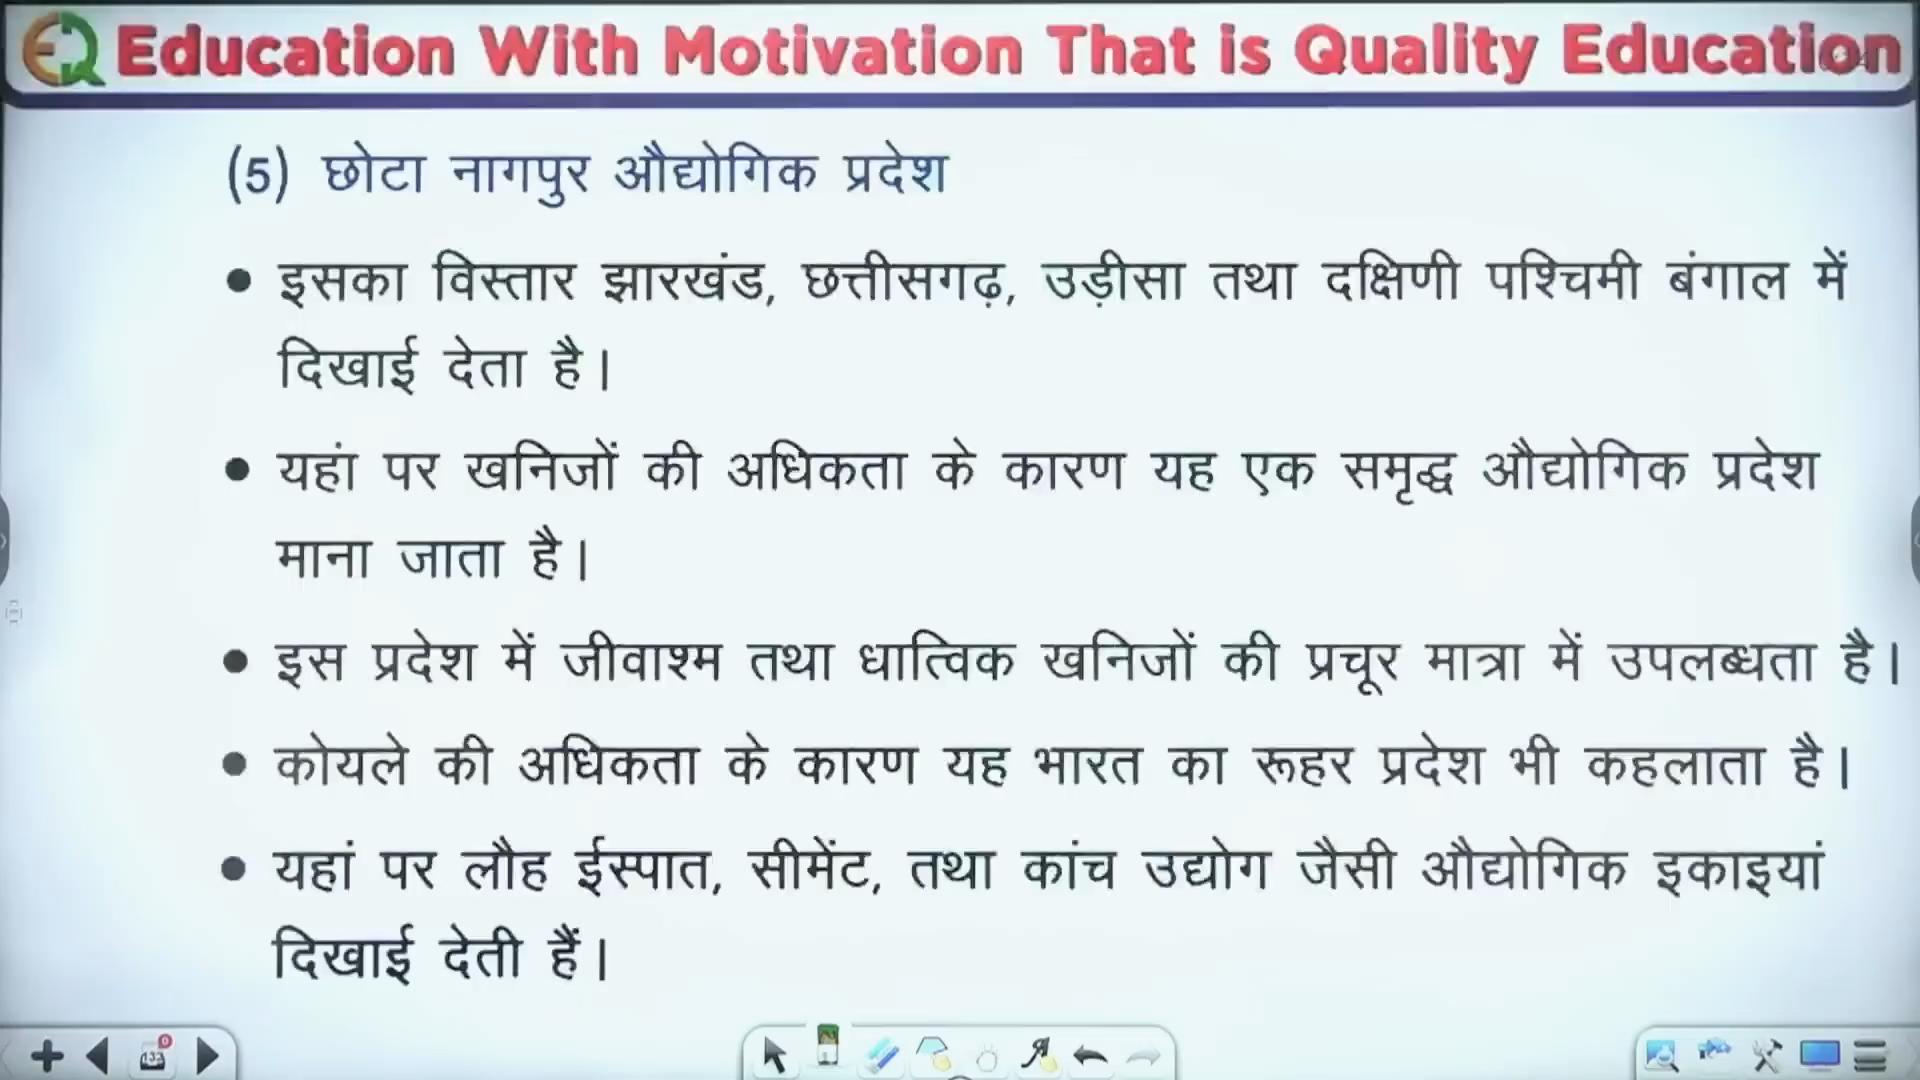 Education With Motivation That is Quality Education
(5) छोटा नागपुर औद्योगिक प्रदेश
• इसका विस्तार झारखंड, छत्तीसगढ़, उड़ीसा तथा दक्षिणी पश्चिमी बंगाल में
दिखाई देता है।
• यहां पर खनिजों की अधिकता के कारण यह एक समृद्ध औद्योगिक प्रदेश
माना जाता है।
• इस प्रदेश में जीवाश्म तथा धात्विक खनिजों की प्रचूर मात्रा में उपलब्धता है।
• कोयले की अधिकता के कारण यह भारत का रूहर प्रदेश भी कहलाता है।
• यहां पर लौह ईस्पात, सीमेंट, तथा कांच उद्योग जैसी औद्योगिक इकाइयां
दिखाई देती हैं।
133